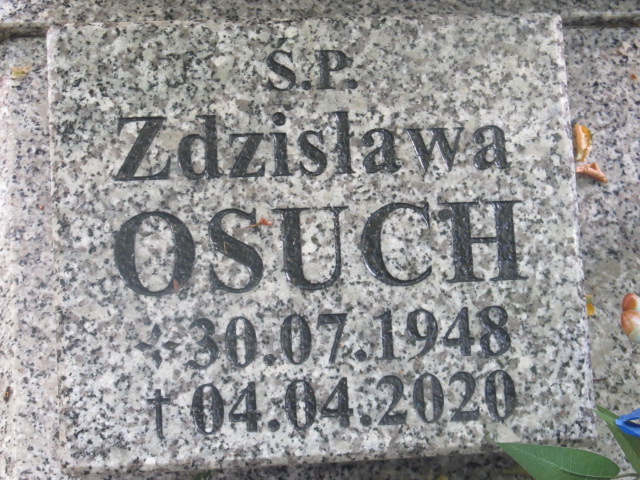 Ś.P.
Zdzisława
OSUCH
30.07.1948
† 04.04.2020